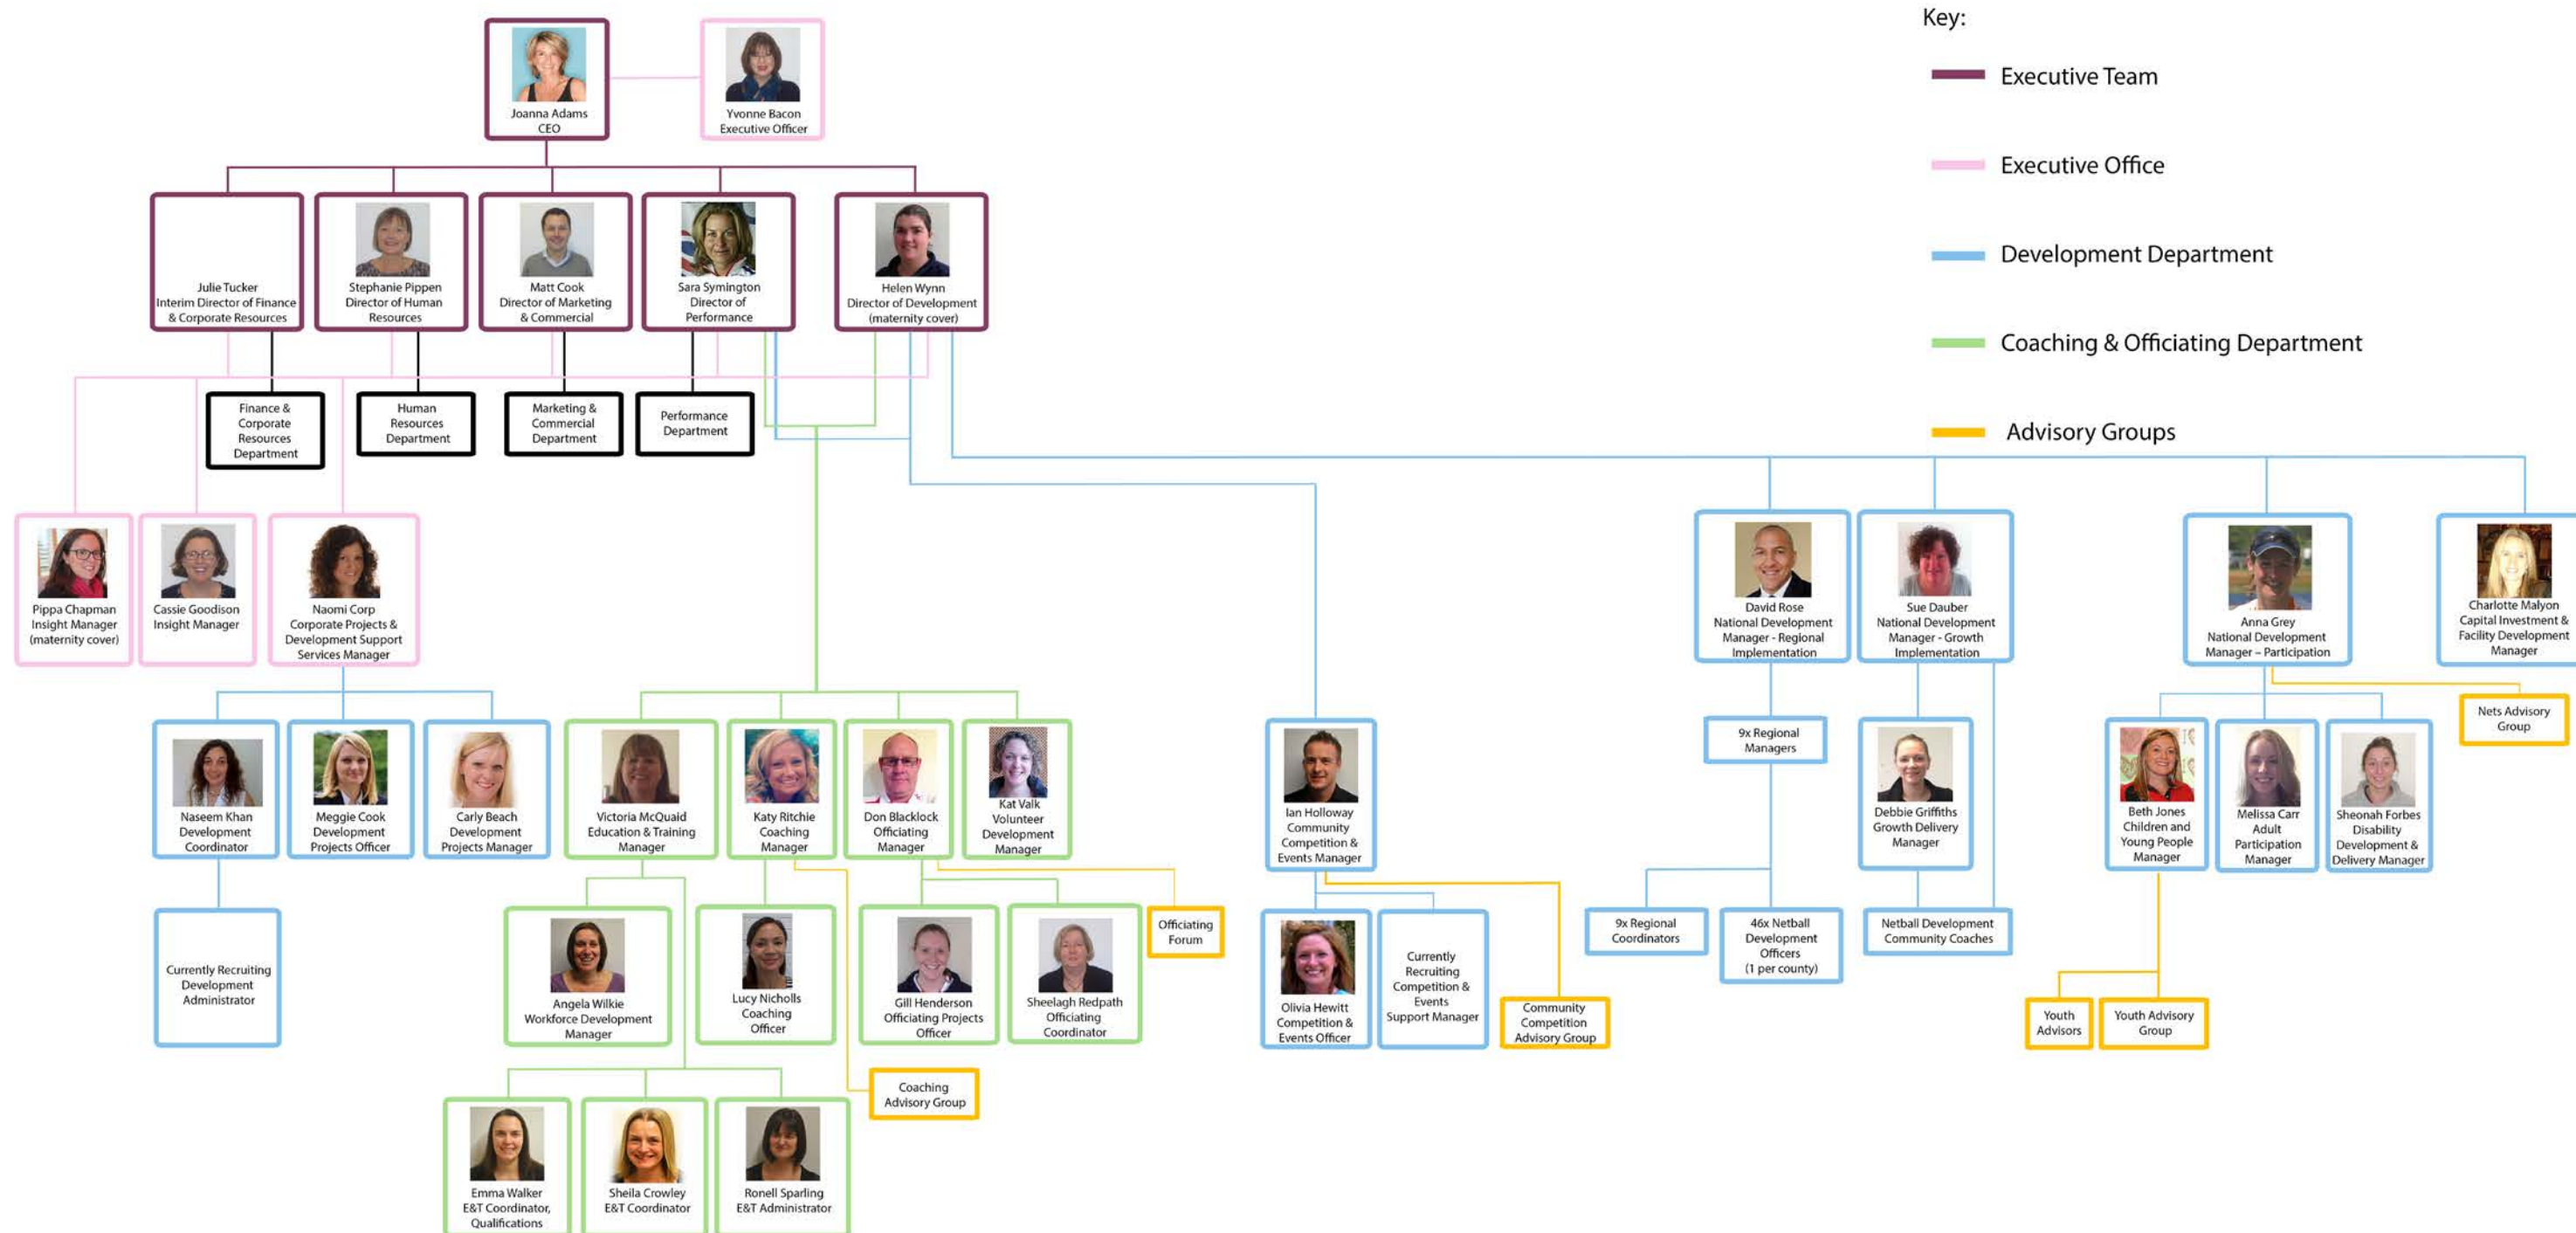 Key:
Executive Team
Executive Office
Development Department
Coaching & Officiating Department
Advisory Groups
Joanna Adams
CEO
Yvonne Bacon
Executive Officer
Julie Tucker
Interim Director of Finance
& Corporate Resources
Stephanie Pippen
Director of Human
Resources
Matt Cook
Director of Marketing
& Commercial
Sara Symington
Director of
Performance
Helen Wynn
Director of Development
(maternity cover)
Finance &
Corporate
Resources
Department
Human
Resources
Department
Marketing &
Commercial
Department
Performance
Department
Pippa Chapman
Insight Manager
(maternity cover)
Cassie Goodison
Insight Manager
Naomi Corp
Corporate Projects &
Development Support
Services Manager
David Rose
National Development
Manager - Regional
Implementation
Sue Dauber
National Development
Manager - Growth
Implementation
Anna Grey
National Development
Manager – Participation
Charlotte Malyon
Capital Investment &
Facility Development
Manager
Nets Advisory
Group
Naseem Khan
Development
Coordinator
Meggie Cook
Development
Projects Officer
Carly Beach
Development
Projects Manager
Victoria McQuaid
Education & Training
Manager
Katy Ritchie
Coaching
Manager
Don Blacklock
Officiating
Manager
Kat Valk
Volunteer
Development
Manager
Ian Holloway
Community
Competition &
Events Manager
9x Regional
Managers
Debbie Griffiths
Growth Delivery
Manager
Beth Jones
Children and
Young People
Manager
Melissa Carr
Adult
Participation
Manager
Sheonah Forbes
Disability
Development &
Delivery Manager
Currently Recruiting
Development
Administrator
Angela Wilkie
Workforce Development
Manager
Lucy Nicholls
Coaching
Officer
Gill Henderson
Officiating Projects
Officer
Sheelagh Redpath
Officiating
Coordinator
Officiating
Forum
Olivia Hewitt
Competition &
Events Officer
Currently
Recruiting
Competition &
Events
Support Manager
Community
Competition
Advisory Group
9x Regional
Coordinators
46x Netball
Development
Officers
(1 per county)
Netball Development
Community Coaches
Youth
Advisors
Youth Advisory
Group
Coaching
Advisory Group
Emma Walker
E&T Coordinator,
Qualifications
Sheila Crowley
E&T Coordinator
Ronell Sparling
E&T Administrator